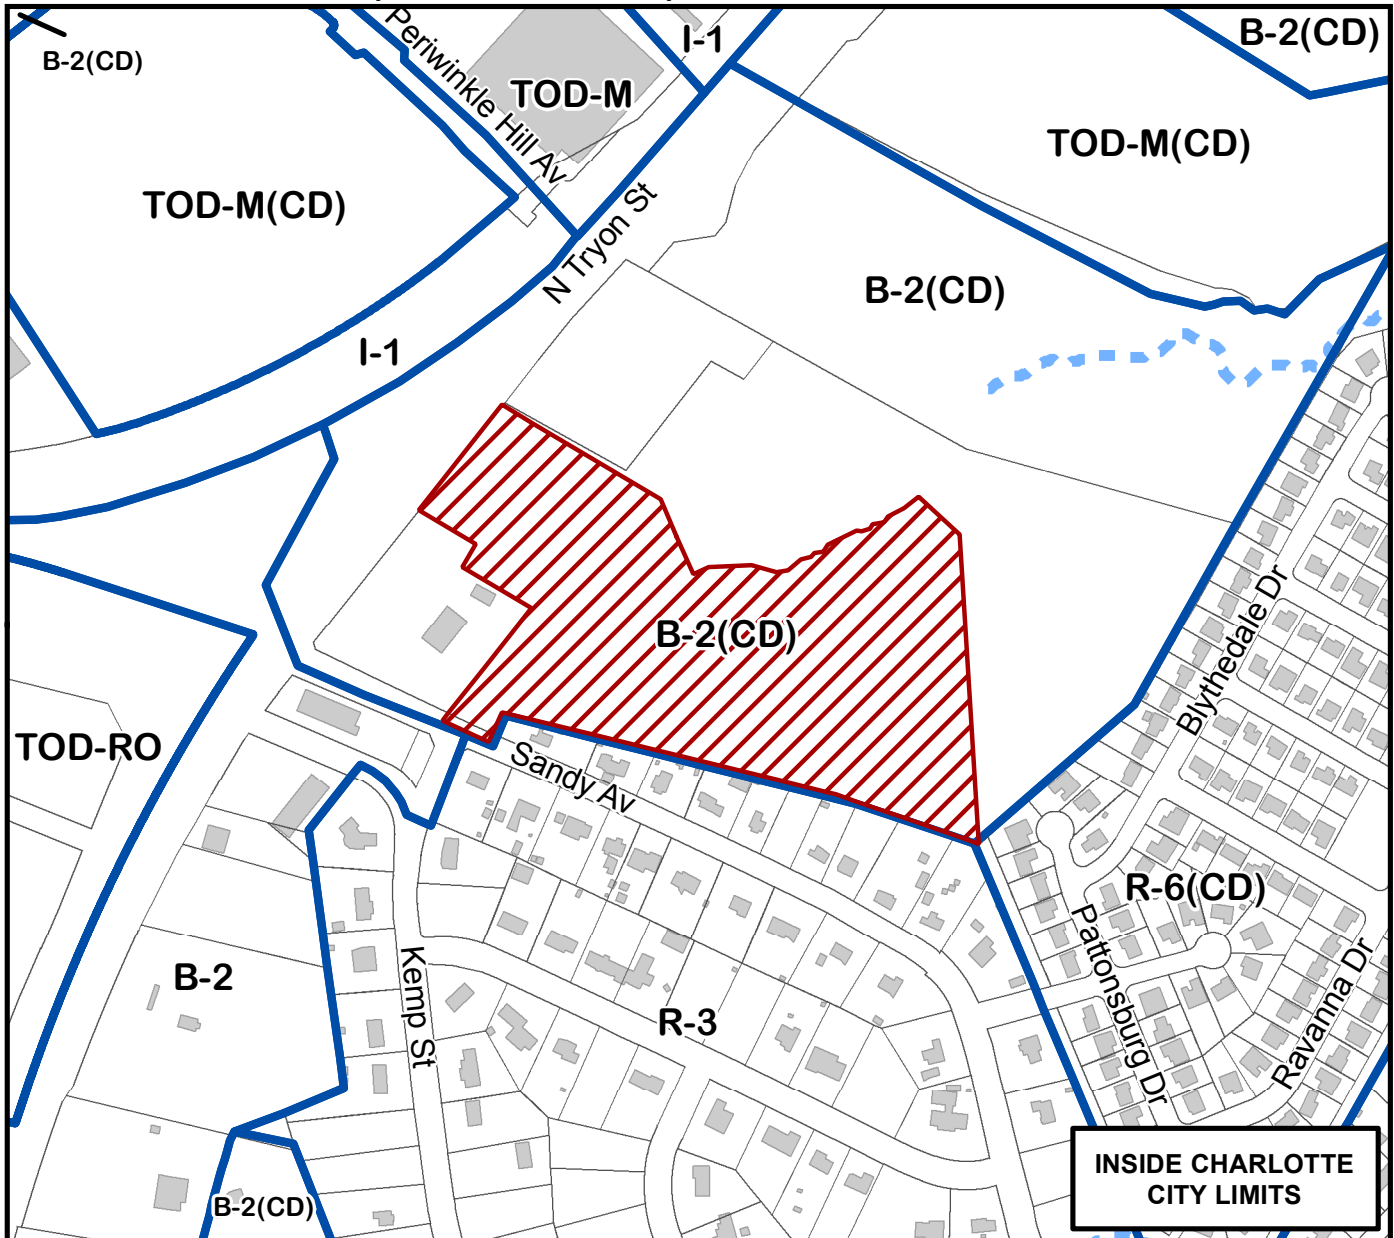 B-2(CD)
Periwinkle Hill Av
I-1
B-2(CD)
TOD-M
TOD-M(CD)
TOD-M(CD)
N Tryon St
B-2(CD)
I-1
B-2(CD)
Blythedale Dr
TOD-RO
Sandy Av
R-6(CD)
Pattonsburg Dr
Kemp St
B-2
R-3
Ravanna Dr
B-2(CD)
INSIDE CHARLOTTE
CITY LIMITS